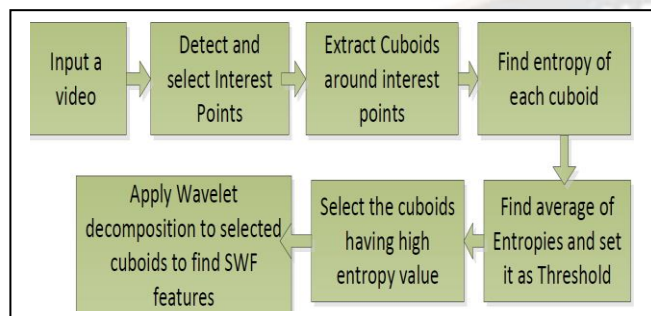 Input a
video
Detect and
select Interest
Points
Extract Cuboids
around interest
points
Find entropy of
each cuboid
Find average of
Entropies and set
it as Threshold
Select the cuboids
having high
entropy value
Apply Wavelet
decomposition to
selected
cuboids to find SWF
features